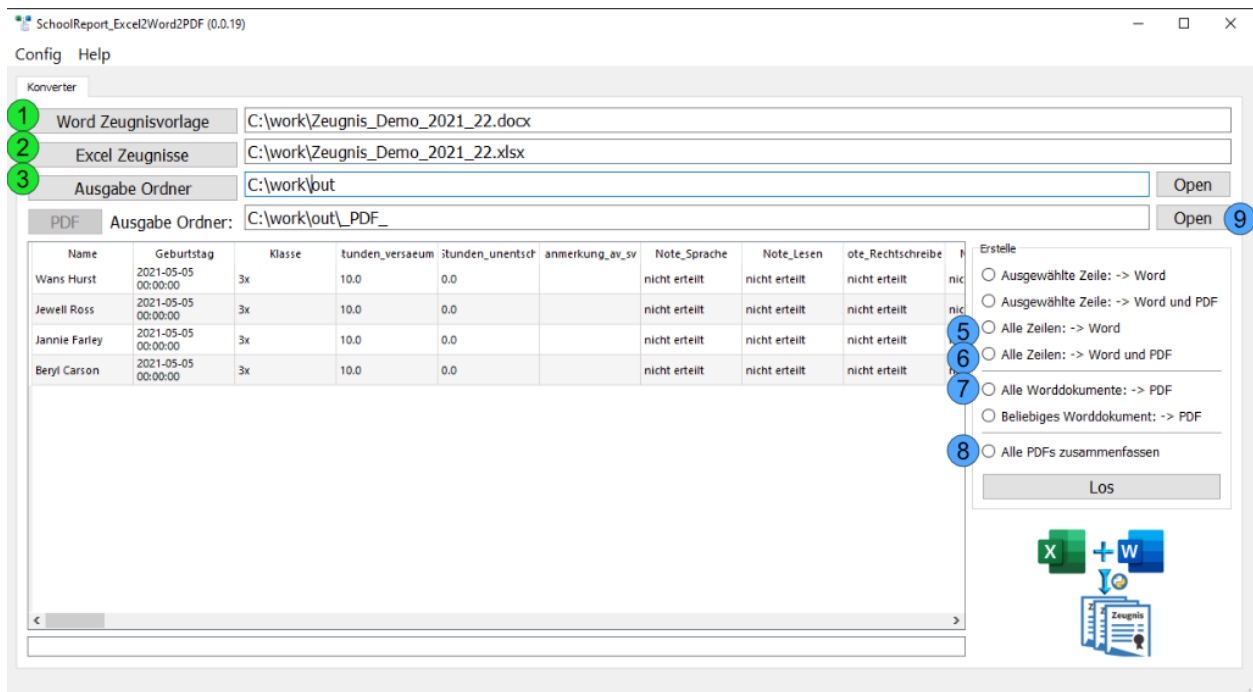 SchoolReport_Excel2Word2PDF (0.0.19)
Config Help
Konverter
1 Word Zeugnisvorlage C:\work\Zeugnis_Demo_2021_22.docx
2 Excel Zeugnisse C:\work\Zeugnis_Demo_2021_22.xlsx
3 Ausgabe Ordner C:\work\out Open
PDF Ausgabe Ordner: C:\work\out\_PDF_ Open 9
Name Geburtstag Klasse tunden_versaeum Stunden_unentsch anmerkung_av_sv Note_Sprache Note_Lesen ote_Rechtschreibe
Wans Hurst 2021-05-05 00:00:00 3x 10.0 0.0 nicht erteilt nicht erteilt nicht erteilt nic
Jewell Ross 2021-05-05 00:00:00 3x 10.0 0.0 nicht erteilt nicht erteilt nicht erteilt nic
Jannie Farley 2021-05-05 00:00:00 3x 10.0 0.0 nicht erteilt nicht erteilt nicht erteilt
Beryl Carson 2021-05-05 00:00:00 3x 10.0 0.0 nicht erteilt nicht erteilt nicht erteilt
Erstelle
Ausgewählte Zeile: -> Word
Ausgewählte Zeile: -> Word und PDF
5 Alle Zeilen: -> Word
6 Alle Zeilen: -> Word und PDF
7 Alle Worddokumente: -> PDF
Beliebiges Worddokument: -> PDF
8 Alle PDFs zusammenfassen
Los
X + W
Z Z Zeugnis